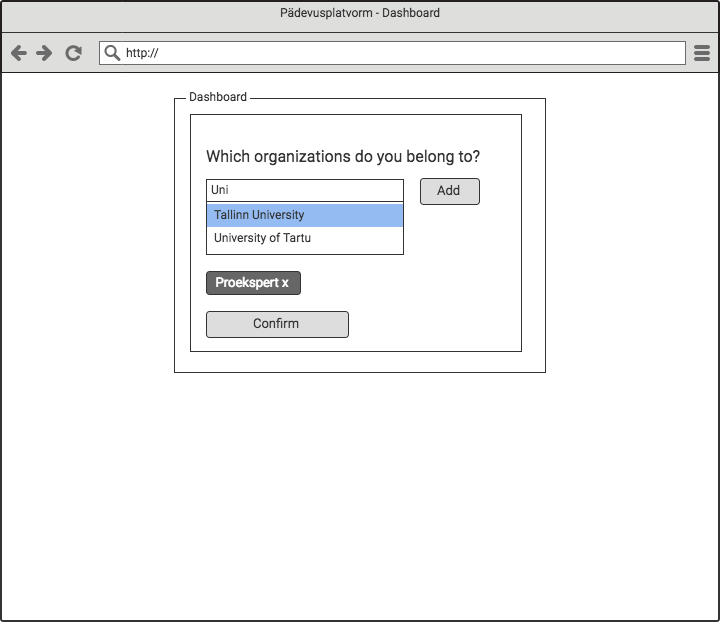 Pädevusplatvorm - Dashboard
http://
Dashboard
Which organizations do you belong to?
Uni
Add
Tallinn University
University of Tartu
Proekspert x
Confirm